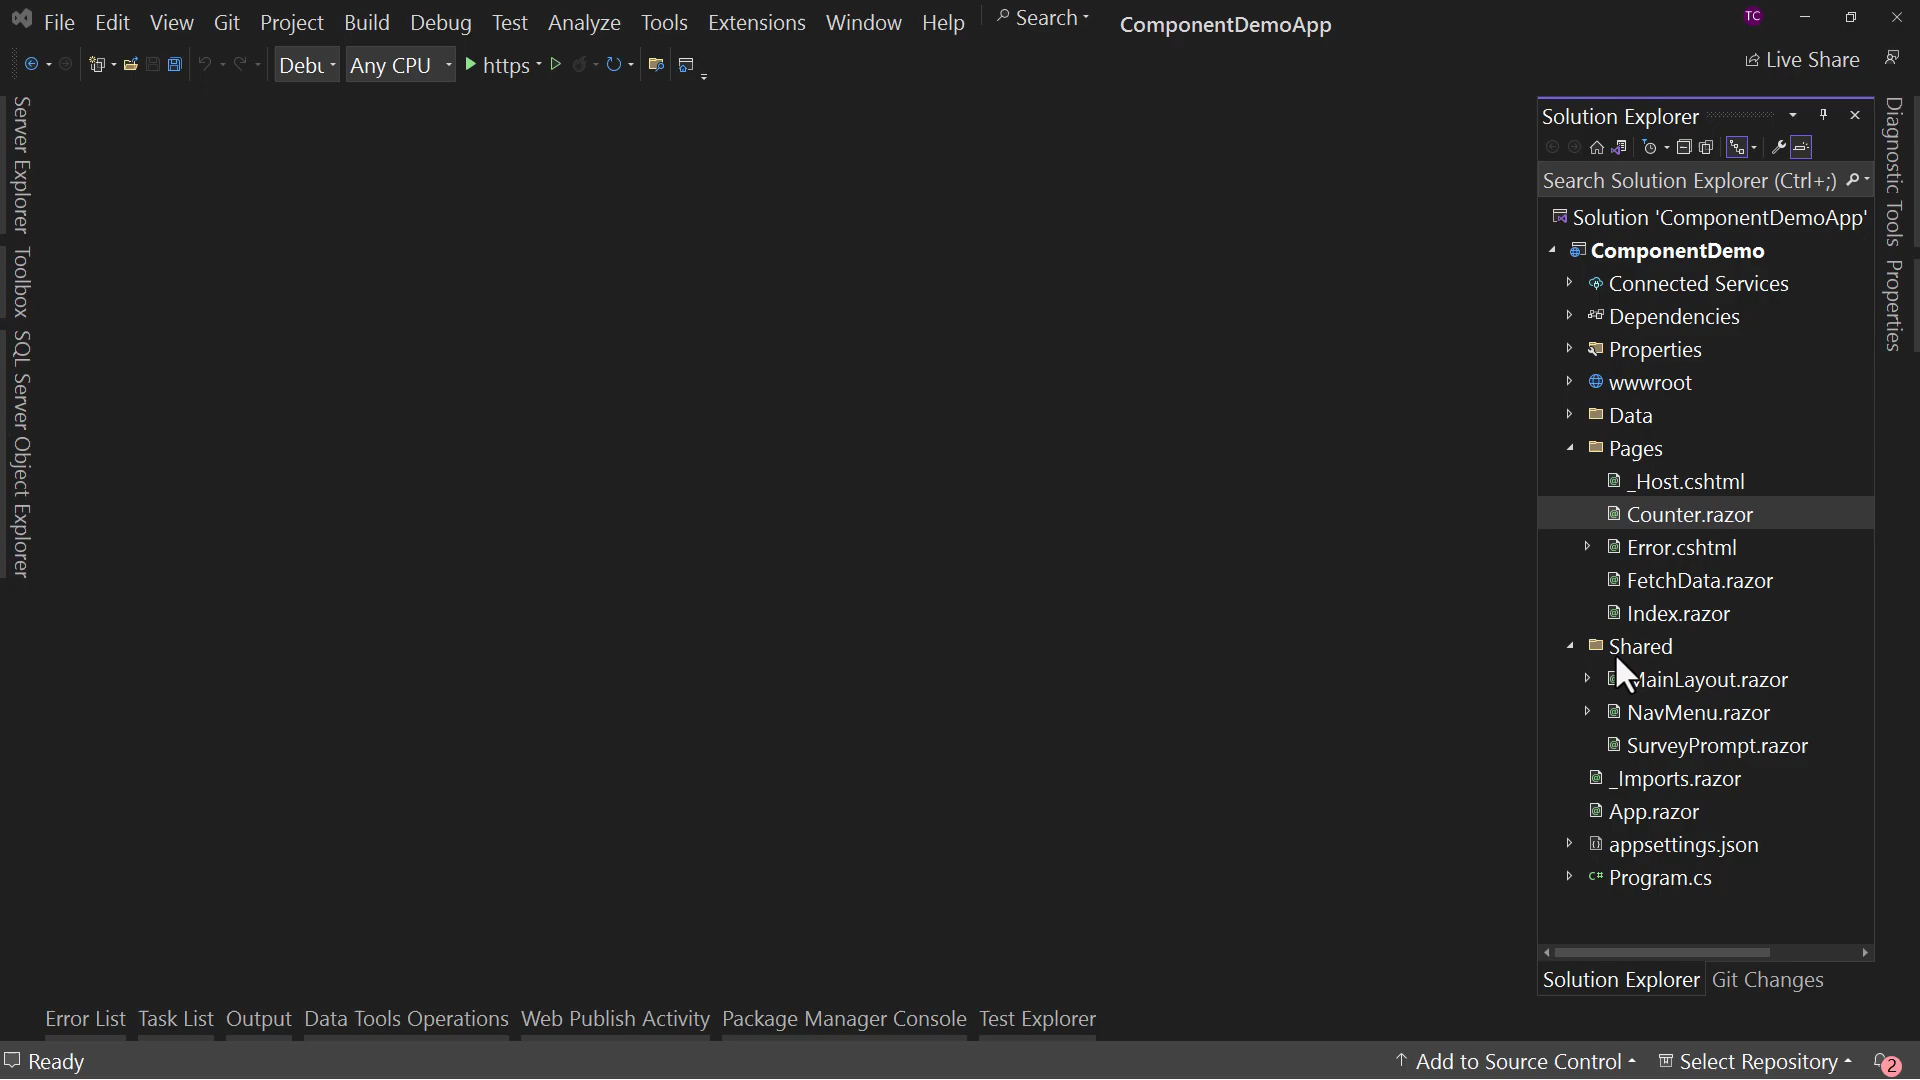 File Edit View Git Project Build Debug Test Analyze Tools Extensions Window Help Search ComponentDemoApp TC
Debu Any CPU https Live Share
Server Explorer
Toolbox
SQL Server Object Explorer
Solution Explorer
Search Solution Explorer (Ctrl+;)
Solution 'ComponentDemoApp'
ComponentDemo
Connected Services
Dependencies
Properties
wwwroot
Data
Pages
_Host.cshtml
Counter.razor
Error.cshtml
FetchData.razor
Index.razor
Shared
MainLayout.razor
NavMenu.razor
SurveyPrompt.razor
_Imports.razor
App.razor
appsettings.json
C# Program.cs
Solution Explorer Git Changes
Diagnostic Tools
Properties
Error List Task List Output Data Tools Operations Web Publish Activity Package Manager Console Test Explorer
Ready Add to Source Control Select Repository 2